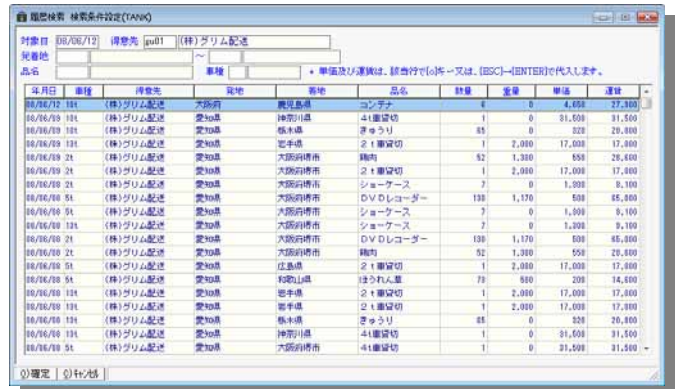 履歴検索 検索条件設定(TANK)
対象日 08/06/12 得意先 gu01 (株)グリム配送
発着地 ～
品名 車種 * 単価及び運賃は、該当行で[o]キー又は、[ESC]→[ENTER]で代入します。
年月日 車種 得意先 発地 着地 品名 数量 重量 単価 運賃
08/06/12 10t (株)グリム配送 大阪府 鹿児島県 コンテナ 6 0 4,650 27,900
08/06/09 10t (株)グリム配送 愛知県 神奈川県 4t車貸切 1 0 31,500 31,500
08/06/09 10t (株)グリム配送 愛知県 栃木県 きゅうり 65 0 320 20,800
08/06/09 13t (株)グリム配送 愛知県 岩手県 2t車貸切 1 2,000 17,000 17,000
08/06/09 2t (株)グリム配送 愛知県 大阪府堺市 鶏肉 52 1,300 550 28,600
08/06/09 2t (株)グリム配送 愛知県 大阪府堺市 2t車貸切 1 2,000 17,000 17,000
08/06/09 2t (株)グリム配送 愛知県 大阪府堺市 ショーケース 7 0 1,300 9,100
08/06/09 5t (株)グリム配送 愛知県 大阪府堺市 DVDレコーダー 130 1,170 500 65,000
08/06/09 5t (株)グリム配送 愛知県 大阪府堺市 ショーケース 7 0 1,300 9,100
08/06/08 13t (株)グリム配送 愛知県 大阪府堺市 ショーケース 7 0 1,300 9,100
08/06/08 2t (株)グリム配送 愛知県 大阪府堺市 DVDレコーダー 130 1,170 500 65,000
08/06/08 2t (株)グリム配送 愛知県 大阪府堺市 鶏肉 52 1,300 550 28,600
08/06/08 5t (株)グリム配送 愛知県 広島県 2t車貸切 1 2,000 17,000 17,000
08/06/08 5t (株)グリム配送 愛知県 和歌山県 ほうれん草 70 500 209 14,600
08/06/08 13t (株)グリム配送 愛知県 岩手県 2t車貸切 1 2,000 17,000 17,000
08/06/08 13t (株)グリム配送 愛知県 岩手県 2t車貸切 1 2,000 17,000 17,000
08/06/08 13t (株)グリム配送 愛知県 栃木県 きゅうり 65 0 320 20,800
08/06/08 13t (株)グリム配送 愛知県 神奈川県 4t車貸切 1 0 31,500 31,500
08/06/08 5t (株)グリム配送 愛知県 大阪府堺市 4t車貸切 1 0 31,500 31,500
Q)確定 Q)キャンセル